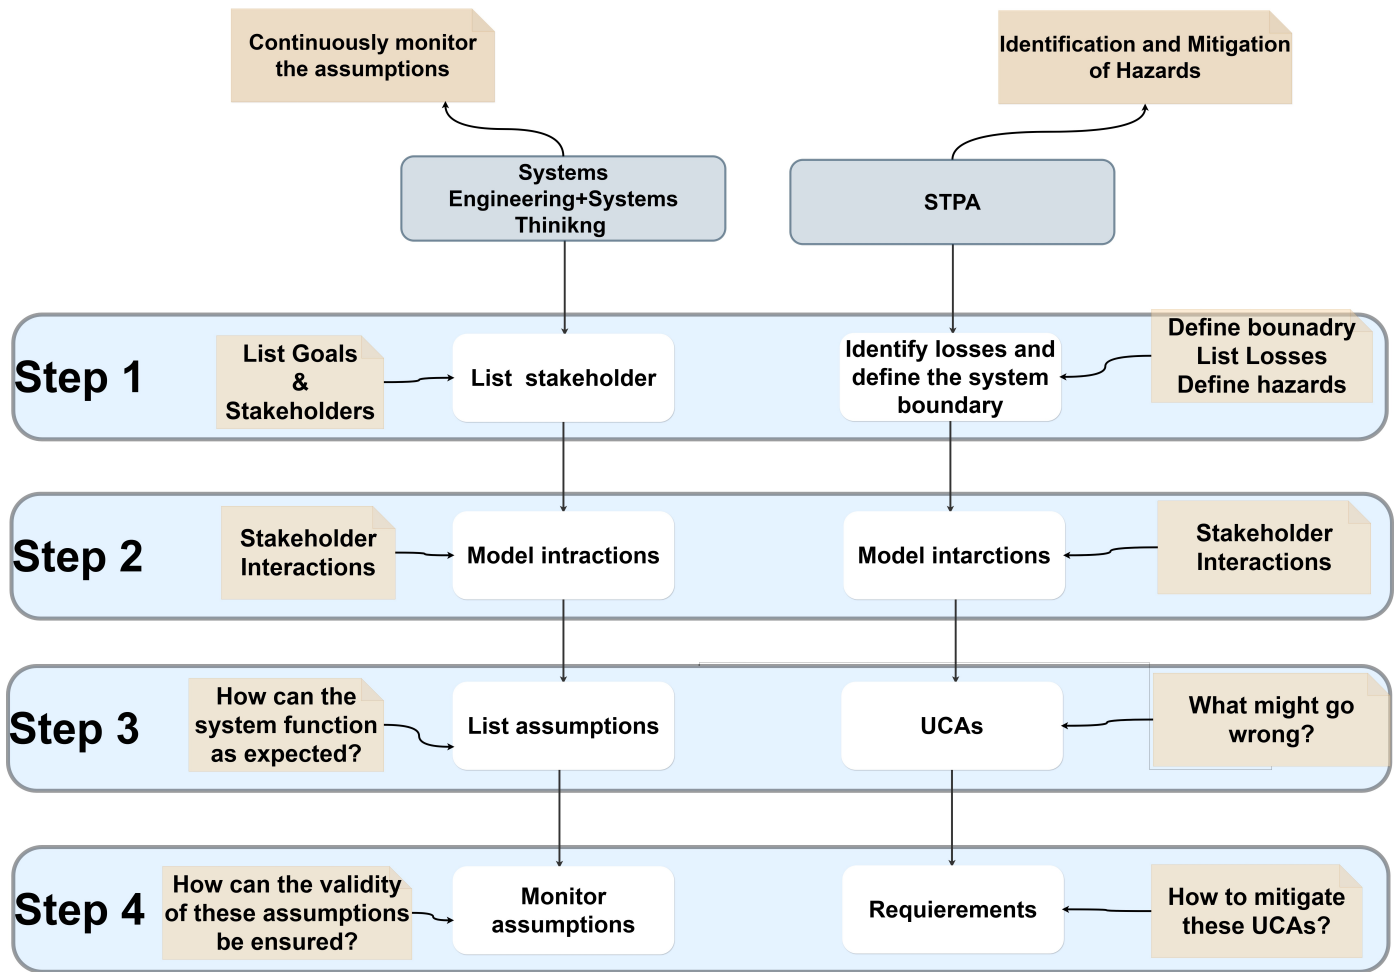 Continuously monitor
the assumptions
Identification and Mitigation
of Hazards
Systems
Engineering+Systems
Thinikng
STPA
Step 1
List Goals
&
Stakeholders
List stakeholder
Identify losses and
define the system
boundary
Define bounadry
List Losses
Define hazards
Step 2
Stakeholder
Interactions
Model intractions
Model intarctions
Stakeholder
Interactions
Step 3
How can the
system function
as expected?
List assumptions
UCAs
What might go
wrong?
Step 4
How can the validity
of these assumptions
be ensured?
Monitor
assumptions
Requierements
How to mitigate
these UCAs?